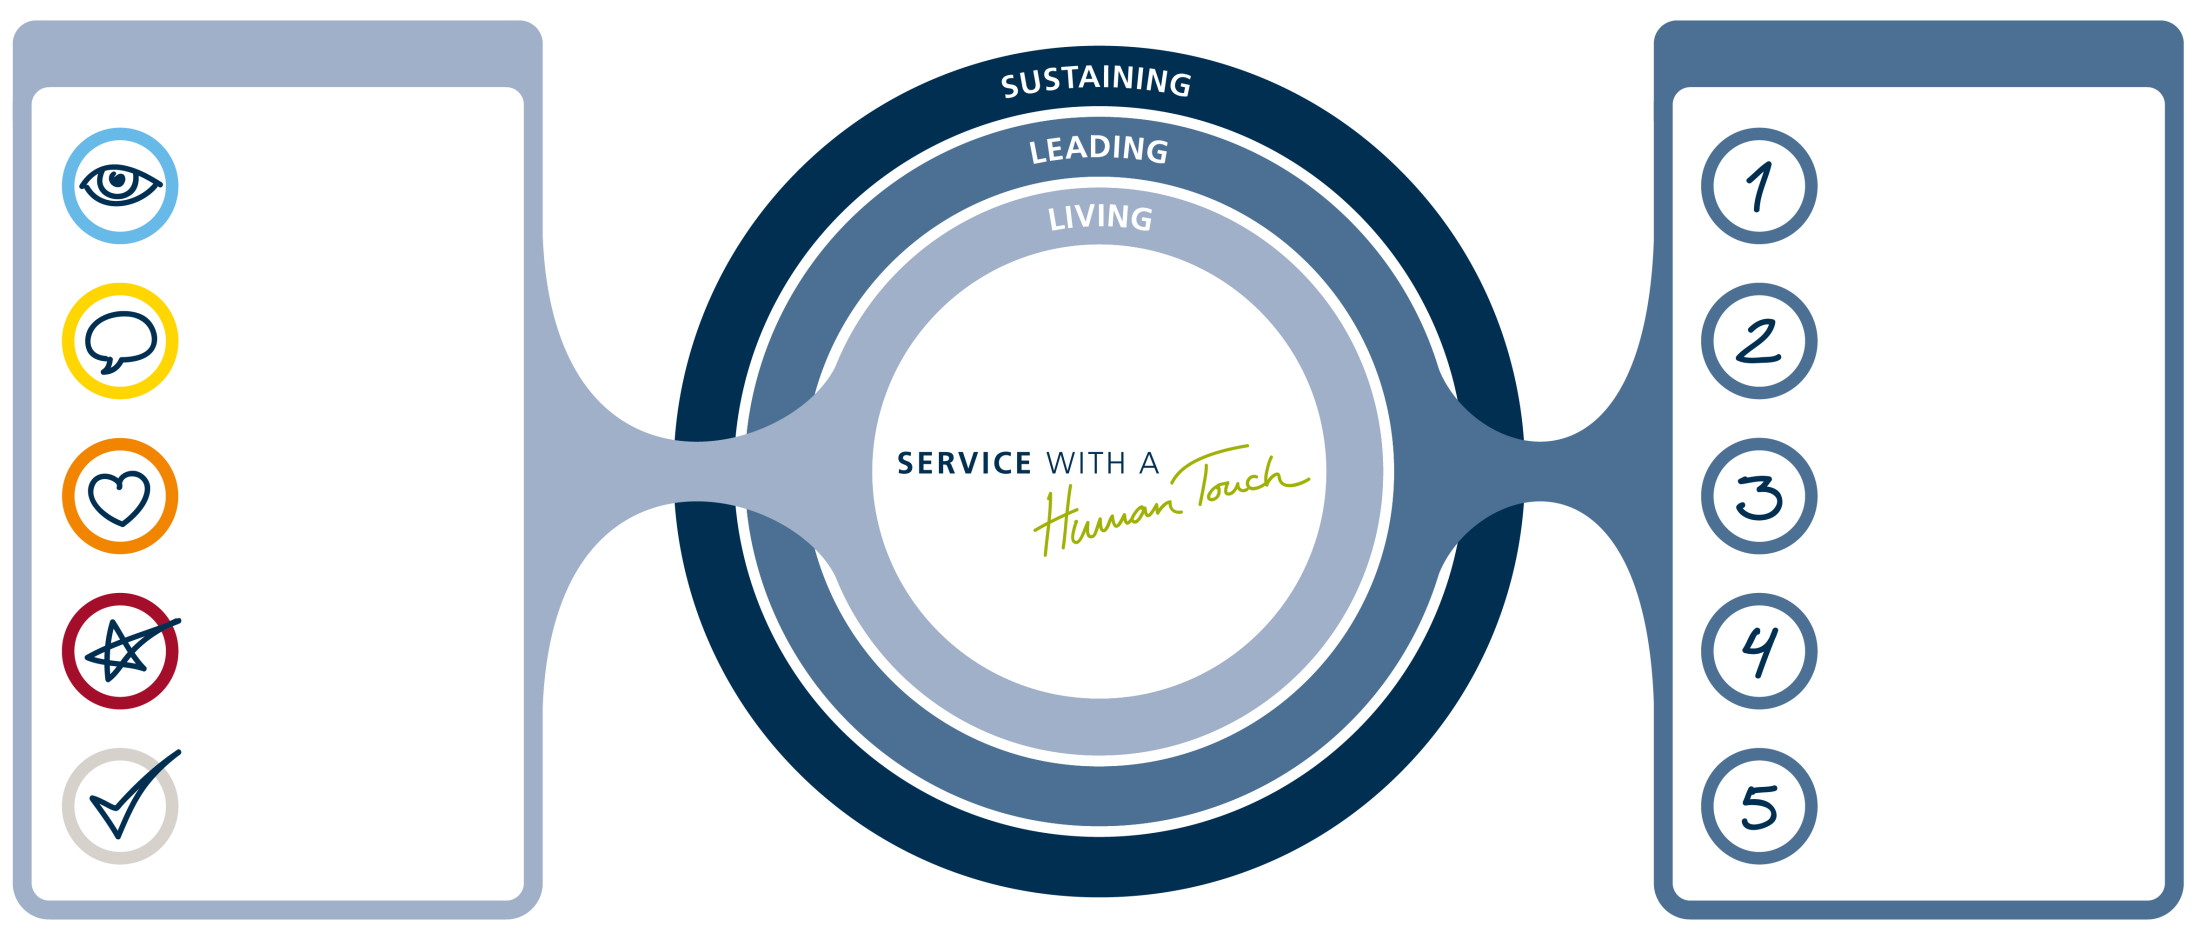 SUSTAINING
LEADING
LIVING
SERVICE WITH A
Human Touch
1
2
3
4
5